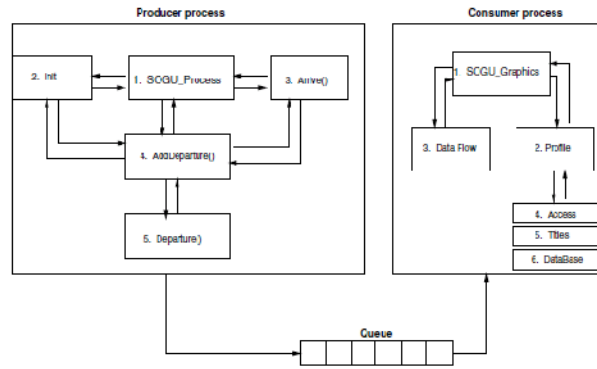 Producer process
Consumer process
2. Init
1. SCGU_Process
3. Arrive()
1 SCGU_Graphics
4. AddDeparture()
3. Data Flow
2. Profile
5. Departure()
4. Access
5. Titles
6. DataBase
Queue